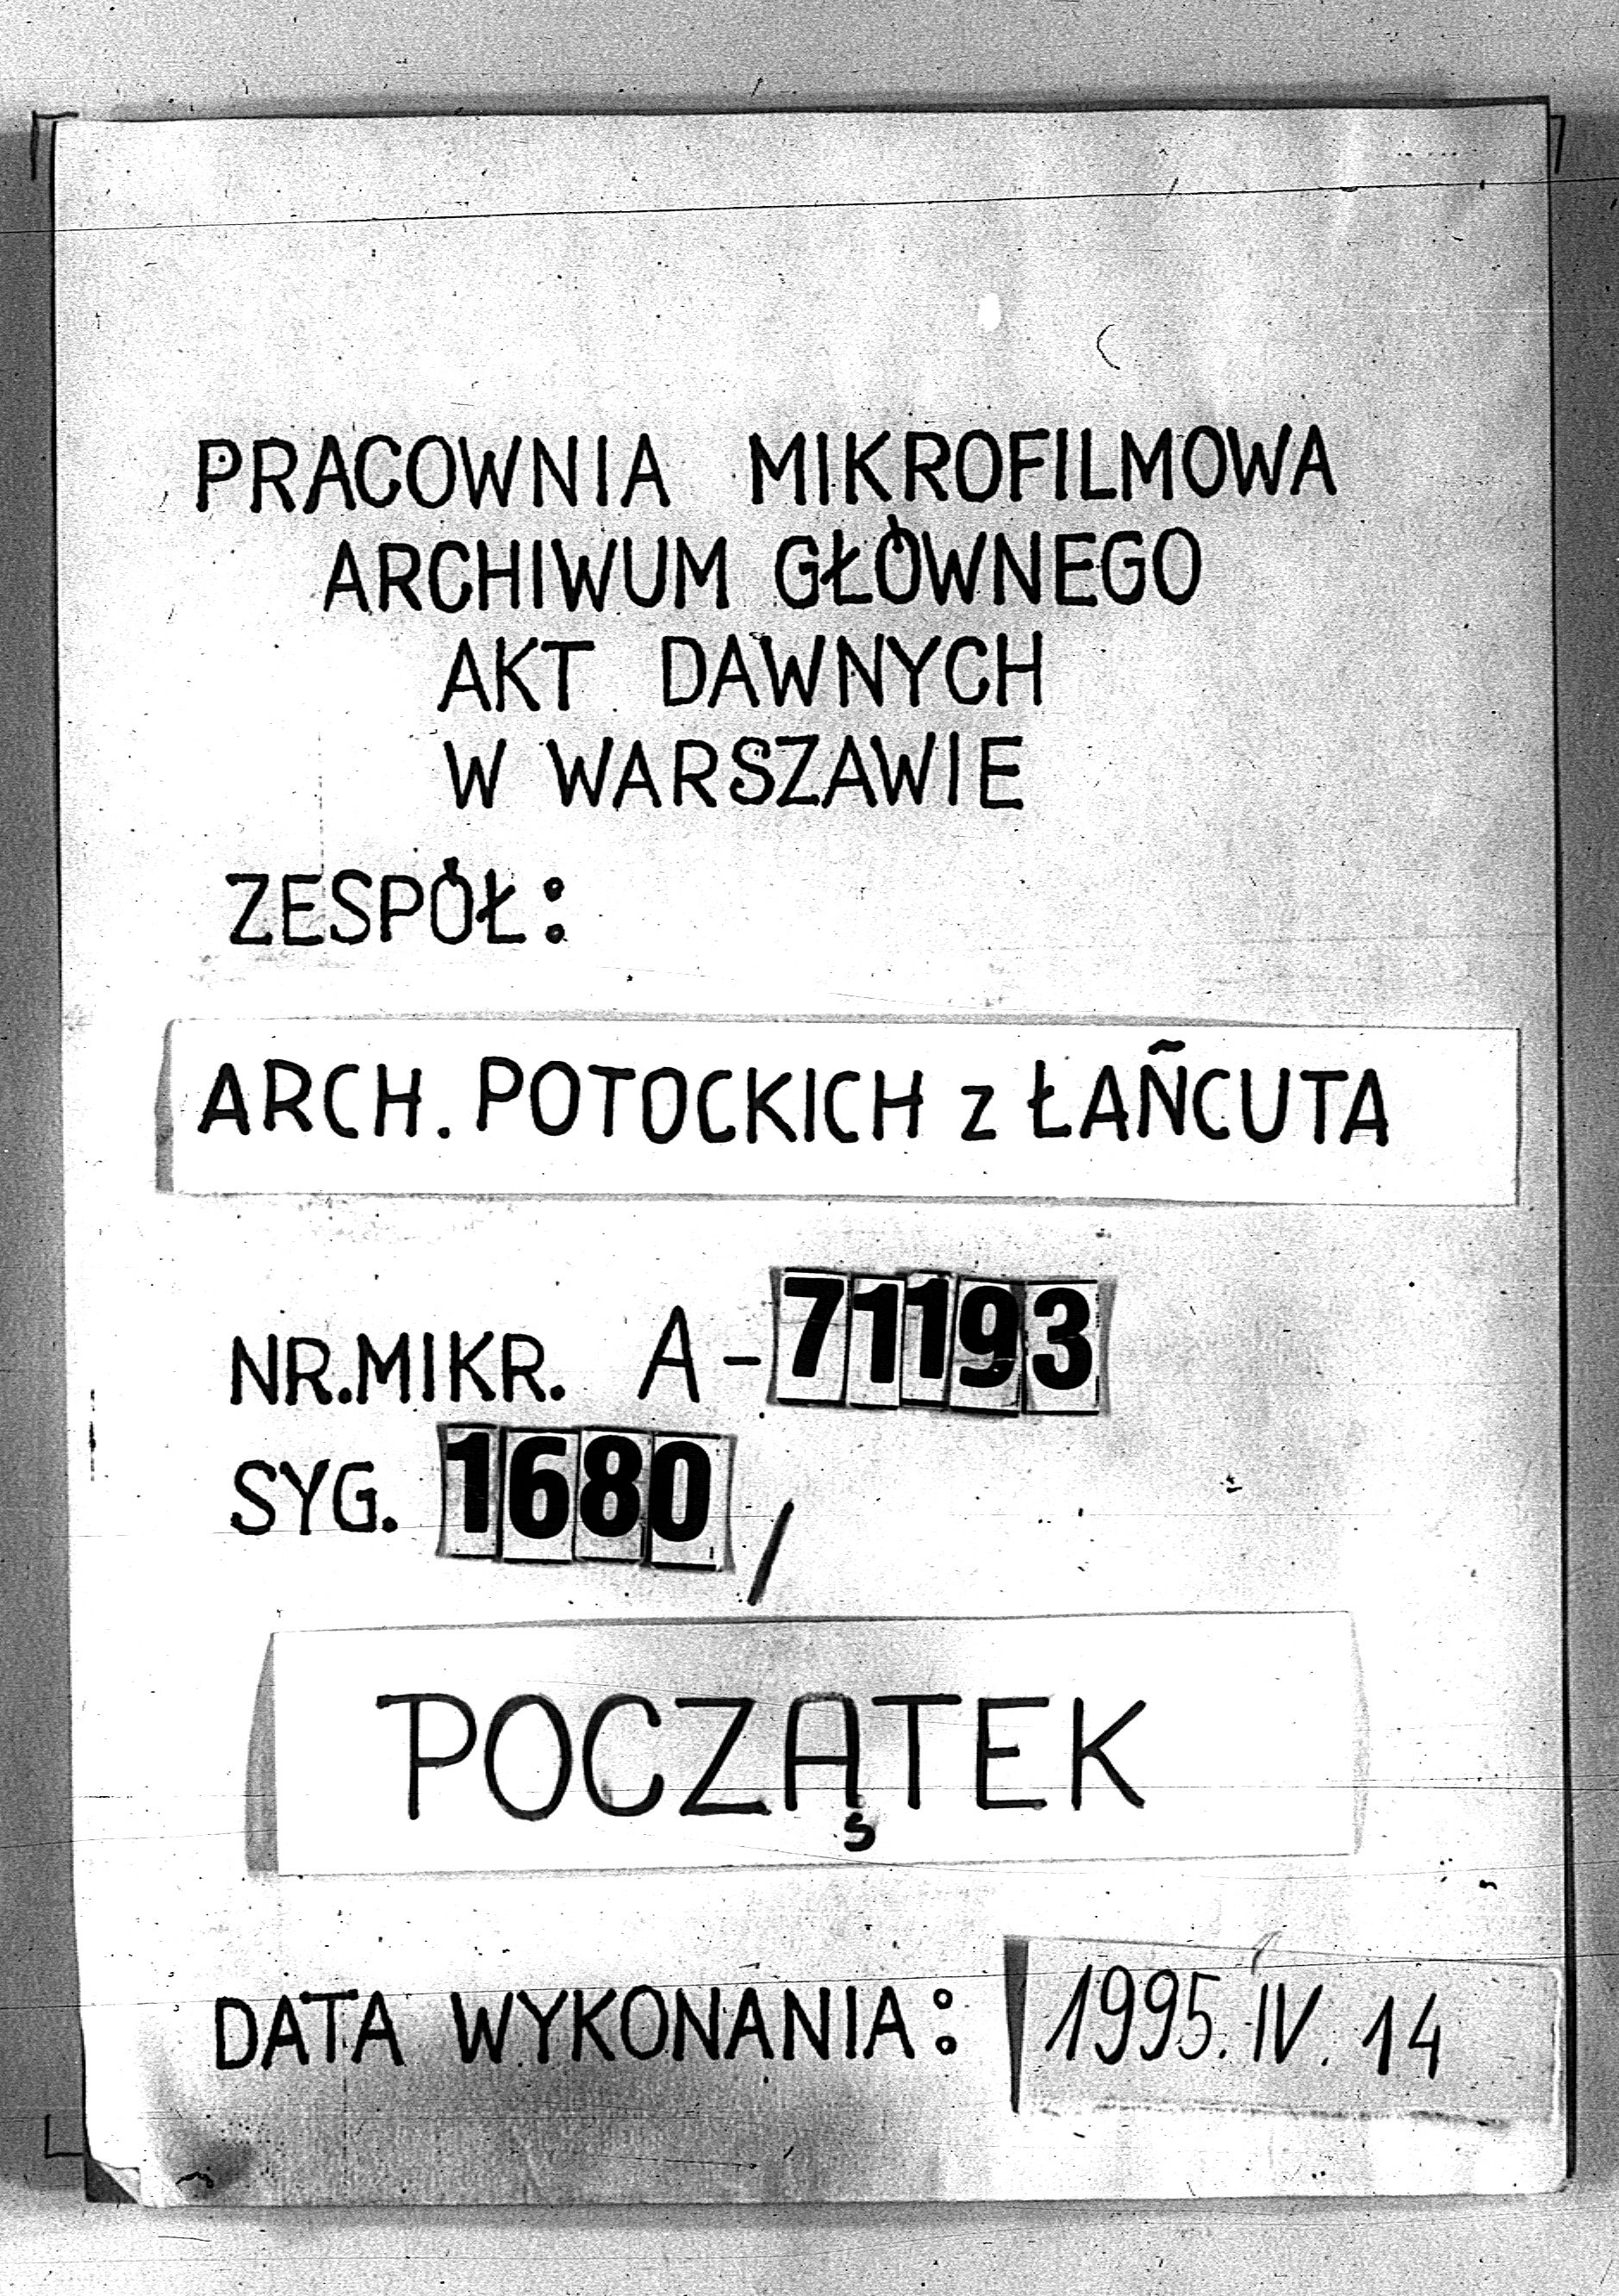 PRACOWNIA MIKROFILMOWA
ARCHIWUM GŁÓWNEGO
AKT DAWNYCH
W WARSZAWIE
ZESPÓŁ:
ARCH. POTOCKICH z ŁAŃCUTA
NR.MIKR. A-71193
SYG. 1680/
POCZĄTEK
DATA WYKONANIA: 1995.IV.14